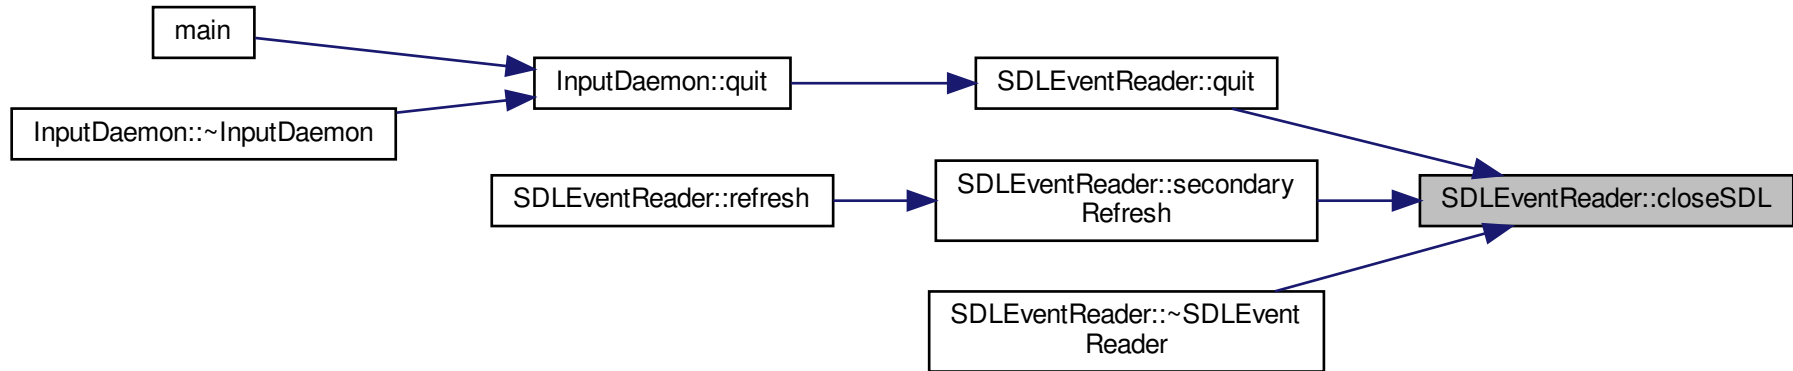 main
InputDaemon::~InputDaemon
InputDaemon::quit
SDLEventReader::quit
SDLEventReader::refresh
SDLEventReader::secondary
Refresh
SDLEventReader::~SDLEvent
Reader
SDLEventReader::closeSDL